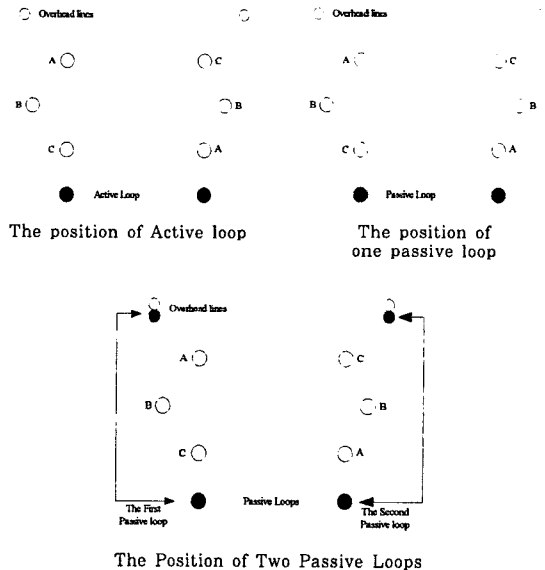 Overhead lines
A
C
B
B
C
A
Active Loop
The position of Active loop
Overhead lines
A
C
B
B
C
A
Passive Loop
The position of
one passive loop
Overhead lines
A
C
B
B
C
A
The First
Passive loop
Passive Loops
The Second
Passive loop
The Position of Two Passive Loops